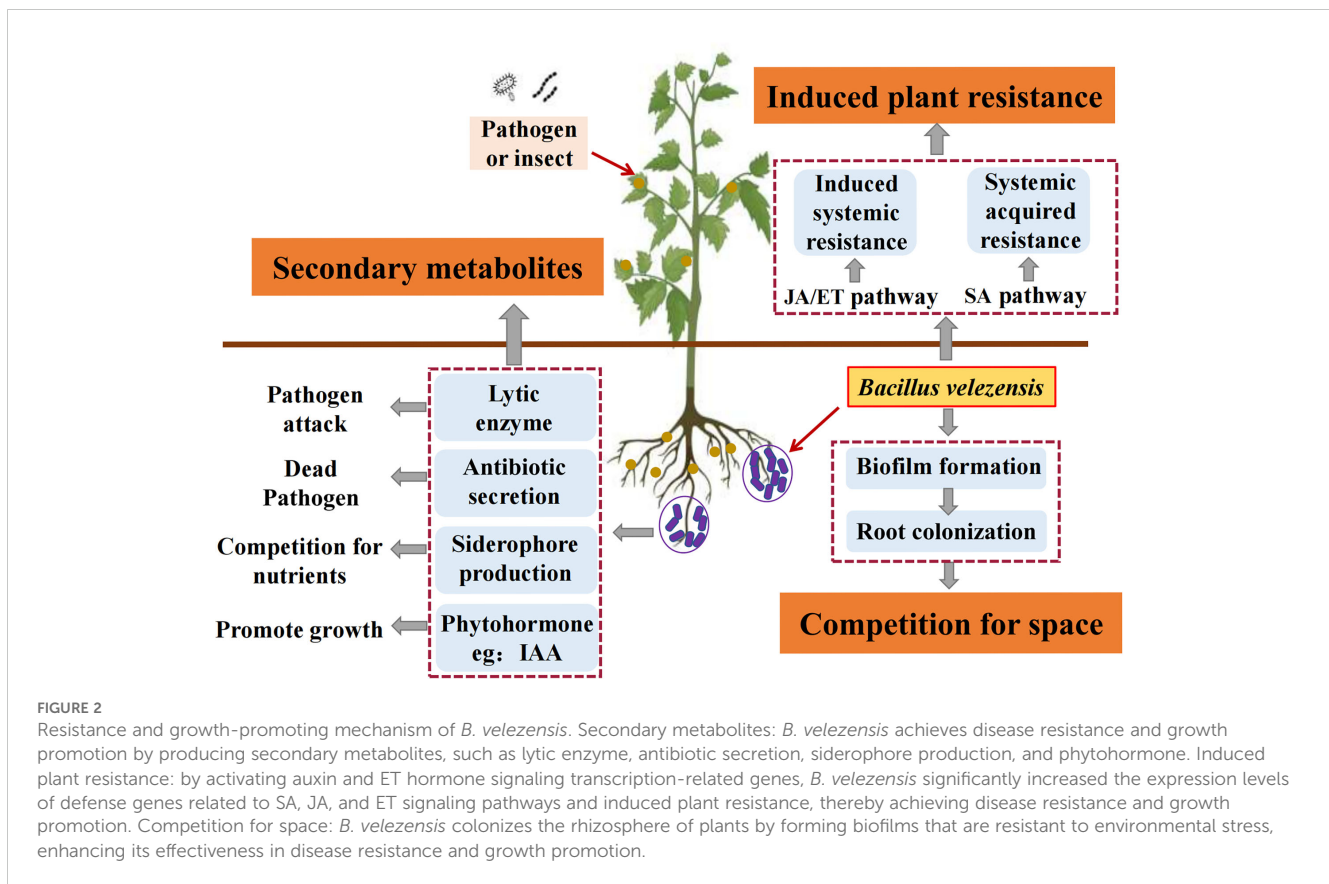 Pathogen
or insect
Induced plant resistance
Induced
systemic
resistance
Systemic
acquired
resistance
JA/ET pathway
SA pathway
Secondary metabolites
Pathogen
attack
Dead
Pathogen
Competition for
nutrients
Promote growth
Lytic
enzyme
Antibiotic
secretion
Siderophore
production
Phytohormone
eg：IAA
Bacillus velezensis
Biofilm formation
Root colonization
Competition for space
FIGURE 2
Resistance and growth-promoting mechanism of B. velezensis. Secondary metabolites: B. velezensis achieves disease resistance and growth
promotion by producing secondary metabolites, such as lytic enzyme, antibiotic secretion, siderophore production, and phytohormone. Induced
plant resistance: by activating auxin and ET hormone signaling transcription-related genes, B. velezensis significantly increased the expression levels
of defense genes related to SA, JA, and ET signaling pathways and induced plant resistance, thereby achieving disease resistance and growth
promotion. Competition for space: B. velezensis colonizes the rhizosphere of plants by forming biofilms that are resistant to environmental stress,
enhancing its effectiveness in disease resistance and growth promotion.